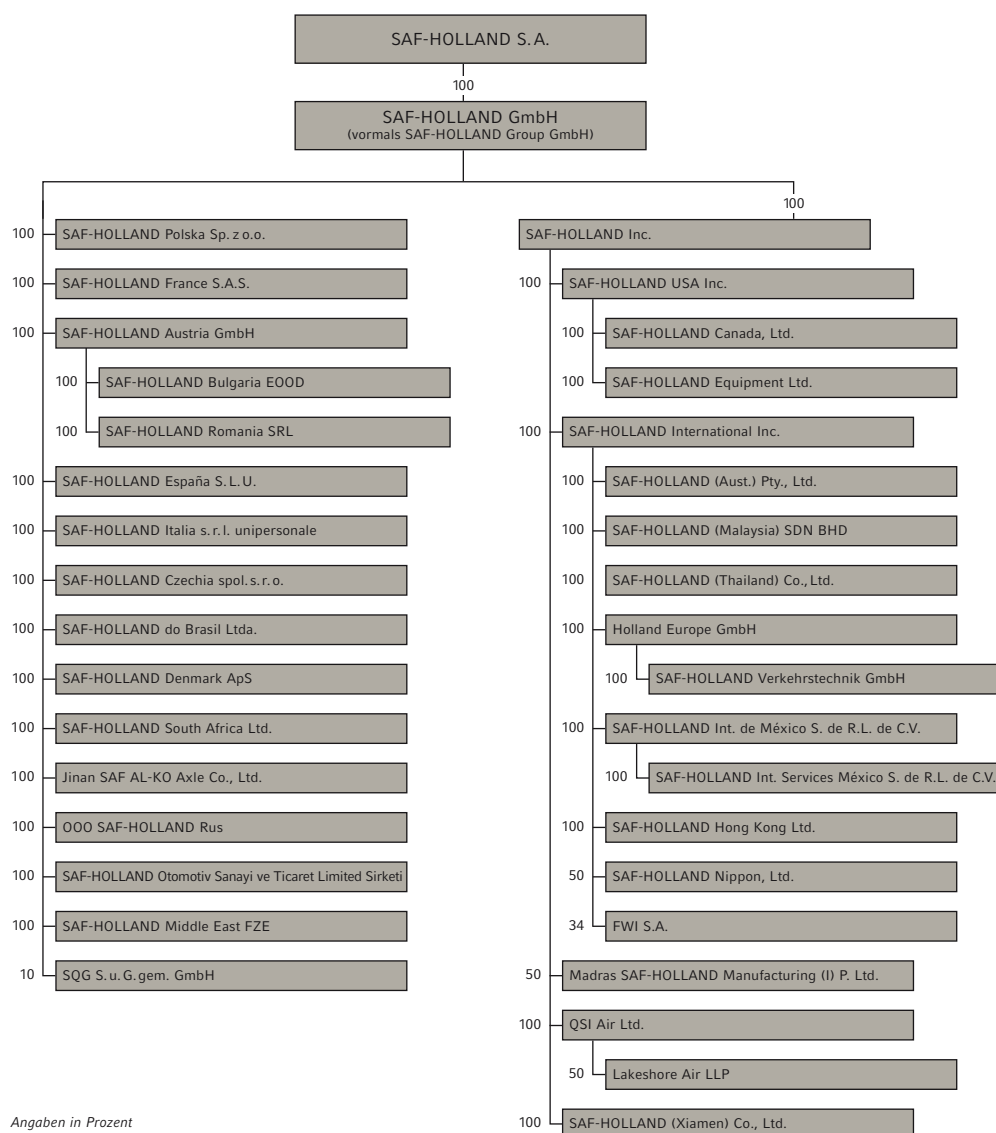 SAF-HOLLAND S.A.
100
SAF-HOLLAND GmbH
(vormals SAF-HOLLAND Group GmbH)
100 SAF-HOLLAND Polska Sp. z o.o.
100 SAF-HOLLAND France S.A.S.
100 SAF-HOLLAND Austria GmbH
100 SAF-HOLLAND Bulgaria EOOD
100 SAF-HOLLAND Romania SRL
100 SAF-HOLLAND España S.L.U.
100 SAF-HOLLAND Italia s.r.l. unipersonale
100 SAF-HOLLAND Czechia spol. s.r.o.
100 SAF-HOLLAND do Brasil Ltda.
100 SAF-HOLLAND Denmark ApS
100 SAF-HOLLAND South Africa Ltd.
100 Jinan SAF AL-KO Axle Co., Ltd.
100 OOO SAF-HOLLAND Rus
100 SAF-HOLLAND Otomotiv Sanayi ve Ticaret Limited Sirketi
100 SAF-HOLLAND Middle East FZE
10 SQG S.u.G.gem. GmbH
100
SAF-HOLLAND Inc.
100 SAF-HOLLAND USA Inc.
100 SAF-HOLLAND Canada, Ltd.
100 SAF-HOLLAND Equipment Ltd.
100 SAF-HOLLAND International Inc.
100 SAF-HOLLAND (Aust.) Pty., Ltd.
100 SAF-HOLLAND (Malaysia) SDN BHD
100 SAF-HOLLAND (Thailand) Co., Ltd.
100 Holland Europe GmbH
100 SAF-HOLLAND Verkehrstechnik GmbH
100 SAF-HOLLAND Int. de México S. de R.L. de C.V.
100 SAF-HOLLAND Int. Services México S. de R.L. de C.V.
100 SAF-HOLLAND Hong Kong Ltd.
50 SAF-HOLLAND Nippon, Ltd.
34 FWI S.A.
50 Madras SAF-HOLLAND Manufacturing (I) P. Ltd.
100 QSI Air Ltd.
50 Lakeshore Air LLP
100 SAF-HOLLAND (Xiamen) Co., Ltd.
Angaben in Prozent